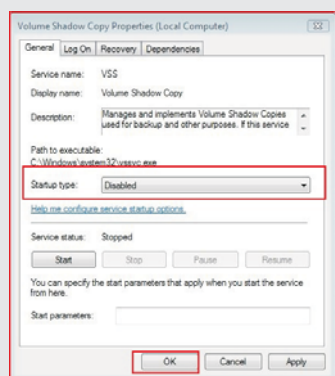 Volume Shadow Copy Properties (Local Computer)
General Log On Recovery Dependencies
Service name: VSS
Display name: Volume Shadow Copy
Description: Manages and implements Volume Shadow Copies
used for backup and other purposes. If this service
Path to executable:
C:\Windows\system32\vssvc.exe
Startup type: Disabled
Help me configure service startup options.
Service status: Stopped
Start Stop Pause Resume
You can specify the start parameters that apply when you start the service
from here.
Start parameters:
OK Cancel Apply